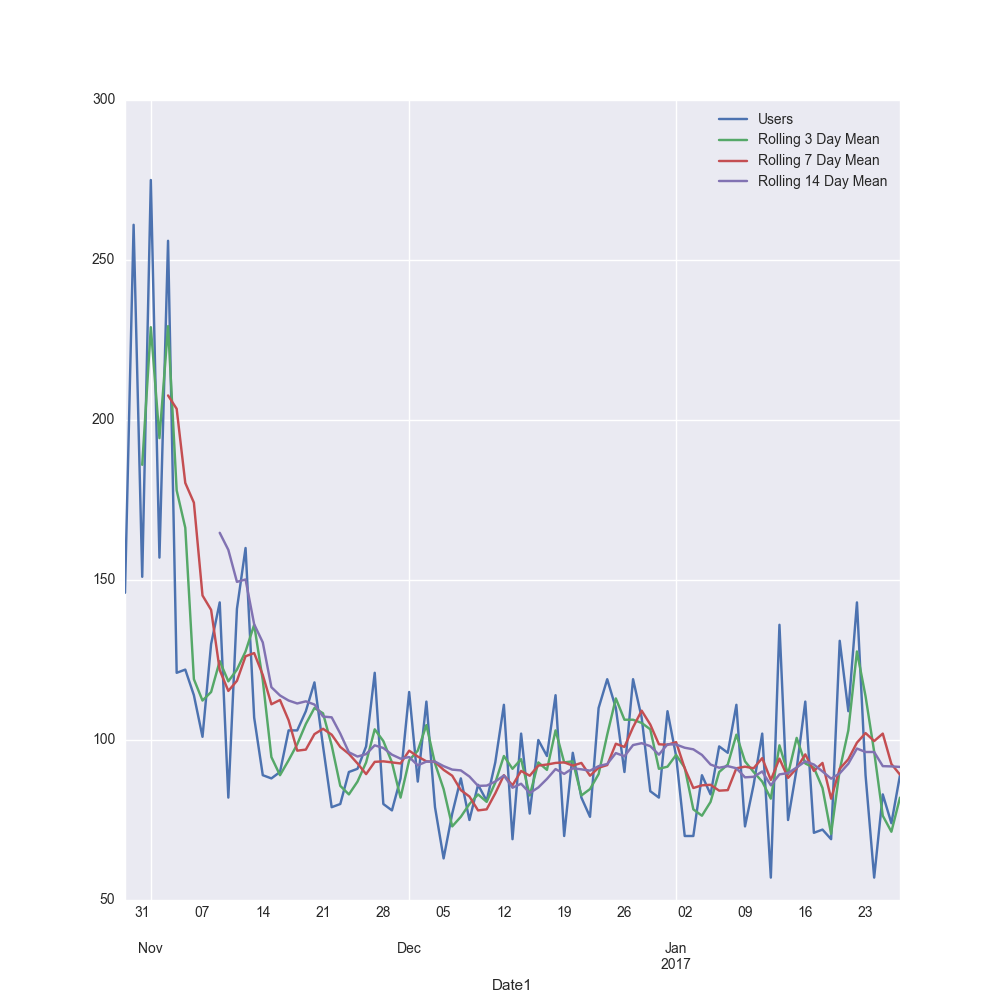 300
Users
Rolling 3 Day Mean
Rolling 7 Day Mean
Rolling 14 Day Mean
250
200
150
100
50
31 07 14 21 28 05 12 19 26 02 09 16 23
Nov Dec Jan
2017
Date1